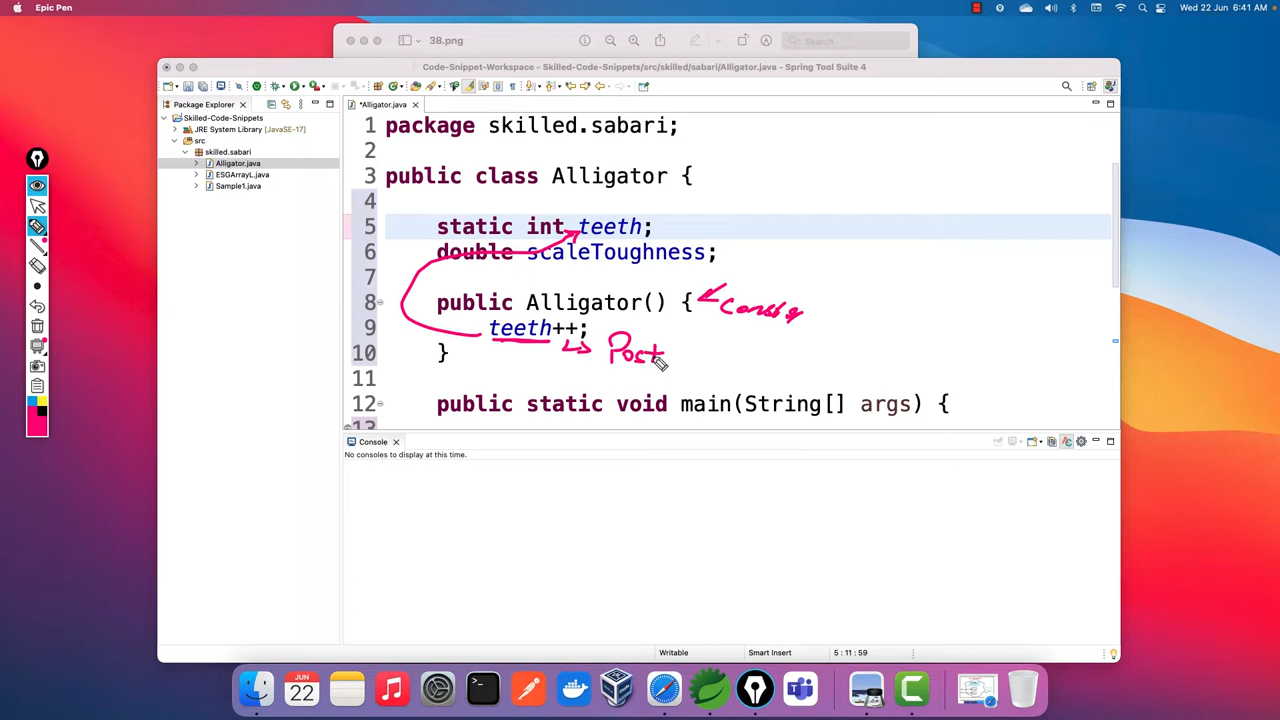 Epic Pen
Wed 22 Jun 6:41 AM
38.png
Search
Code-Snippet-Workspace - Skilled-Code-Snippets/src/skilled/sabari/Alligator.java - Spring Tool Suite 4
Package Explorer
*Alligator.java
Skilled-Code-Snippets
JRE System Library [JavaSE-17]
src
skilled.sabari
Alligator.java
ESGArrayL.java
Sample1.java
1 package skilled.sabari;
2
3 public class Alligator {
4
5 static int teeth;
6 double scaleToughness;
7
8 public Alligator() {
9 teeth++;
Post
10 }
11
12 public static void main(String[] args) {
13
Console
No consoles to display at this time.
Writable
Smart Insert
5 : 11 : 59
JUN
22